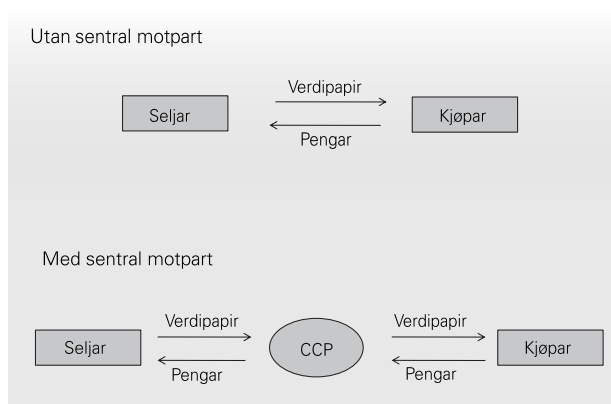 Utan sentral motpart
Verdipapir
Seljar
Kjøpar
Pengar
Med sentral motpart
Verdipapir
Verdipapir
Seljar
CCP
Kjøpar
Pengar
Pengar